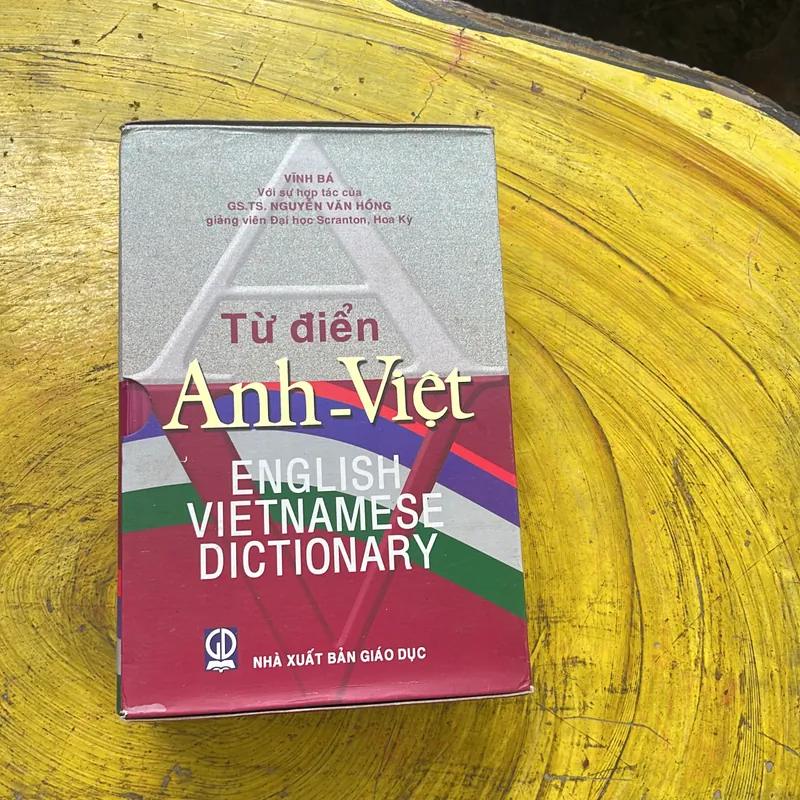 VĨNH BÁ
Với sự hợp tác của
GS.TS. NGUYỄN VĂN HỒNG
giảng viên Đại học Scranton, Hoa Kỳ
Từ điển
Anh-Việt
ENGLISH
VIETNAMESE
DICTIONARY
GD
NHÀ XUẤT BẢN GIÁO DỤC